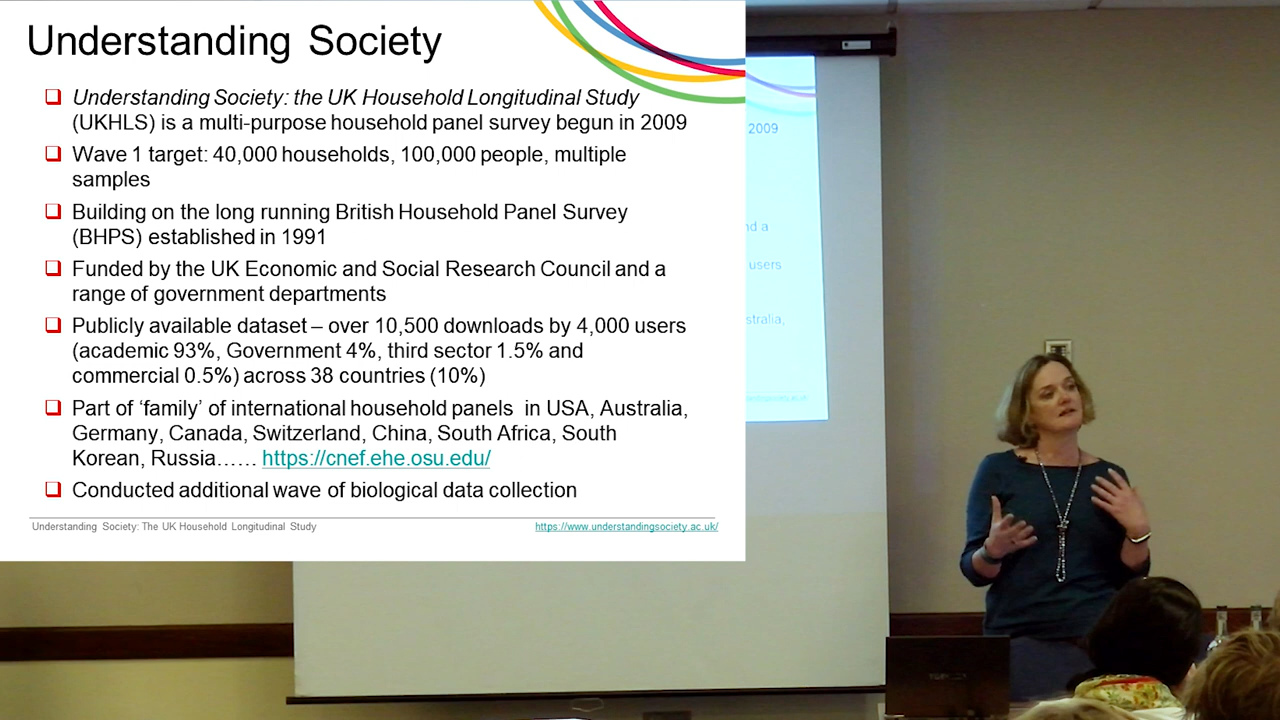 Understanding Society
Understanding Society: the UK Household Longitudinal Study
(UKHLS) is a multi-purpose household panel survey begun in 2009
Wave 1 target: 40,000 households, 100,000 people, multiple
samples
Building on the long running British Household Panel Survey
(BHPS) established in 1991
Funded by the UK Economic and Social Research Council and a
range of government departments
Publicly available dataset – over 10,500 downloads by 4,000 users
(academic 93%, Government 4%, third sector 1.5% and
commercial 0.5%) across 38 countries (10%)
Part of ‘family’ of international household panels in USA, Australia,
Germany, Canada, Switzerland, China, South Africa, South
Korean, Russia…… https://cnef.ehe.osu.edu/
Conducted additional wave of biological data collection
Understanding Society: The UK Household Longitudinal Study
https://www.understandingsociety.ac.uk/
2009
nd a
users
stralia,